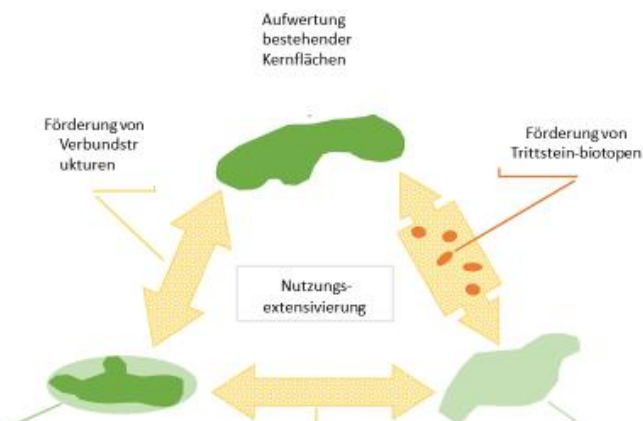 Aufwertung
bestehender
Kernflächen
Förderung von
Verbundstr
ukturen
Förderung von
Trittstein-biotopen
Nutzungs-
extensivierung